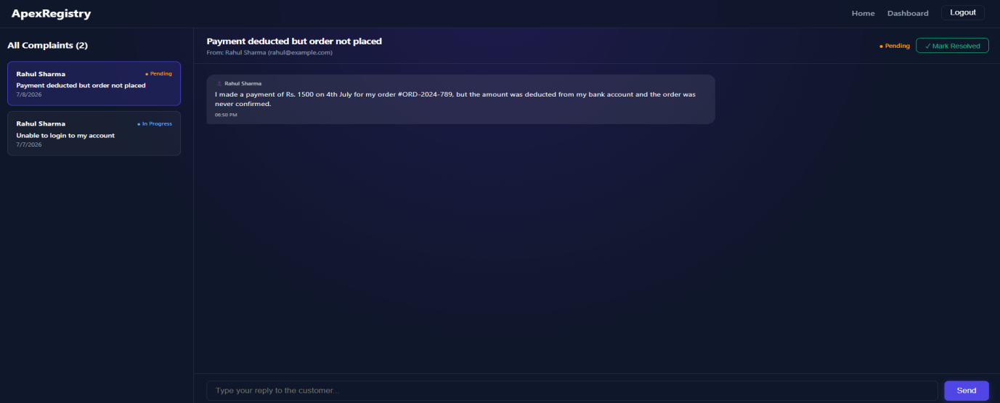 ApexRegistry
Home
Dashboard
Logout
All Complaints (2)
Rahul Sharma
Pending
Payment deducted but order not placed
7/8/2026
Rahul Sharma
In Progress
Unable to login to my account
7/7/2026
Payment deducted but order not placed
From: Rahul Sharma (rahul@example.com)
Pending
✓ Mark Resolved
Rahul Sharma
I made a payment of Rs. 1500 on 4th July for my order #ORD-2024-789, but the amount was deducted from my bank account and the order was
never confirmed.
06:50 PM
Type your reply to the customer...
Send